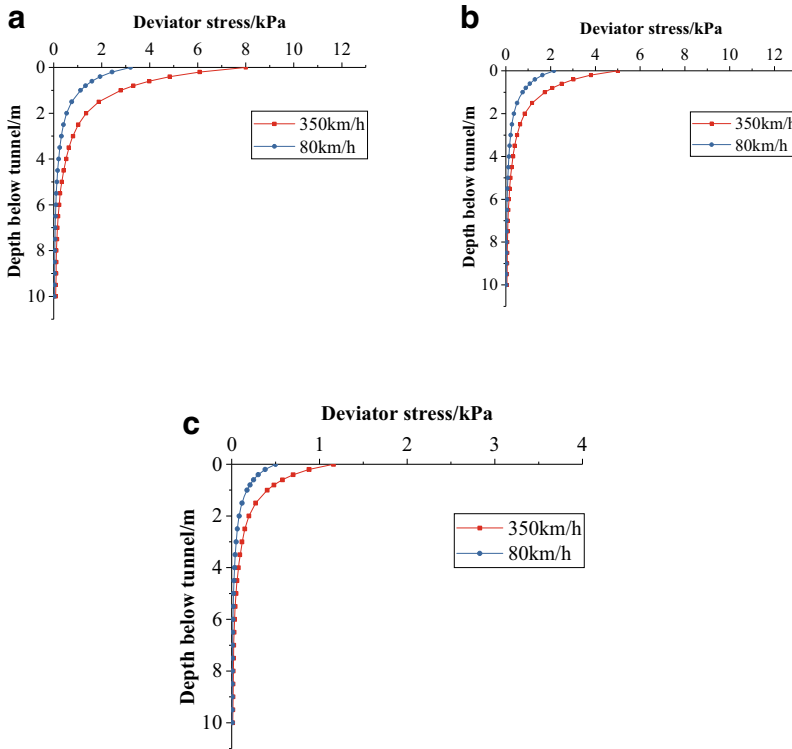 a
Deviator stress/kPa
0 2 4 6 8 10 12
0
2
4
6
8
10
Depth below tunnel/m
350km/h
80km/h
b
Deviator stress/kPa
0 2 4 6 8 10 12
0
2
4
6
8
10
Depth below tunnel/m
350km/h
80km/h
c
Deviator stress/kPa
0 1 2 3 4
0
2
4
6
8
10
Depth below tunnel/m
350km/h
80km/h